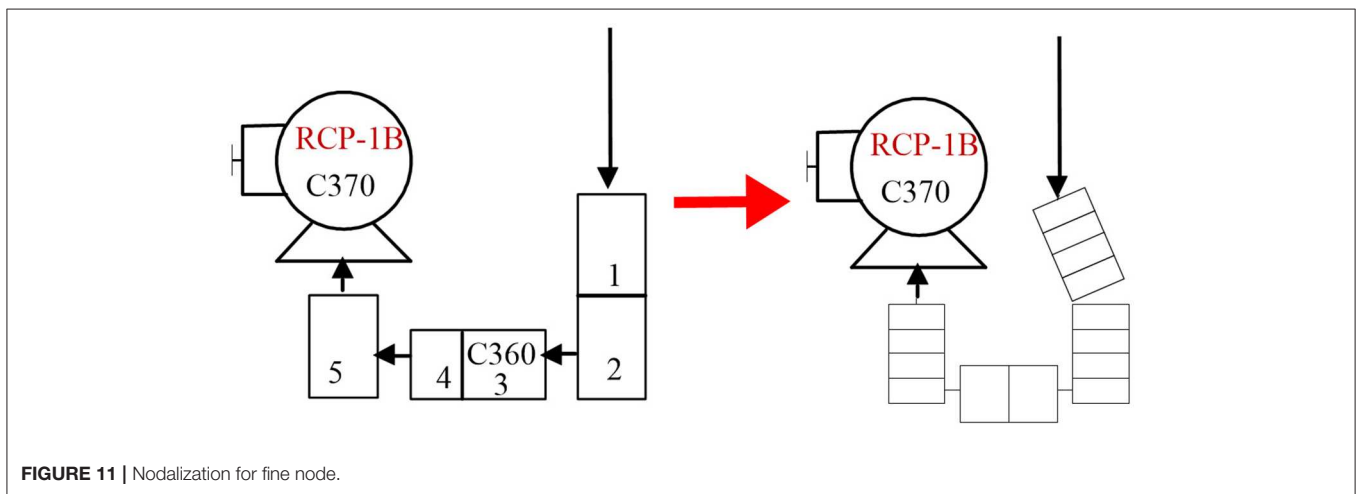 RCP-1B
C370
1
2
C360
3
4
5
RCP-1B
C370
FIGURE 11 | Nodalization for fine node.